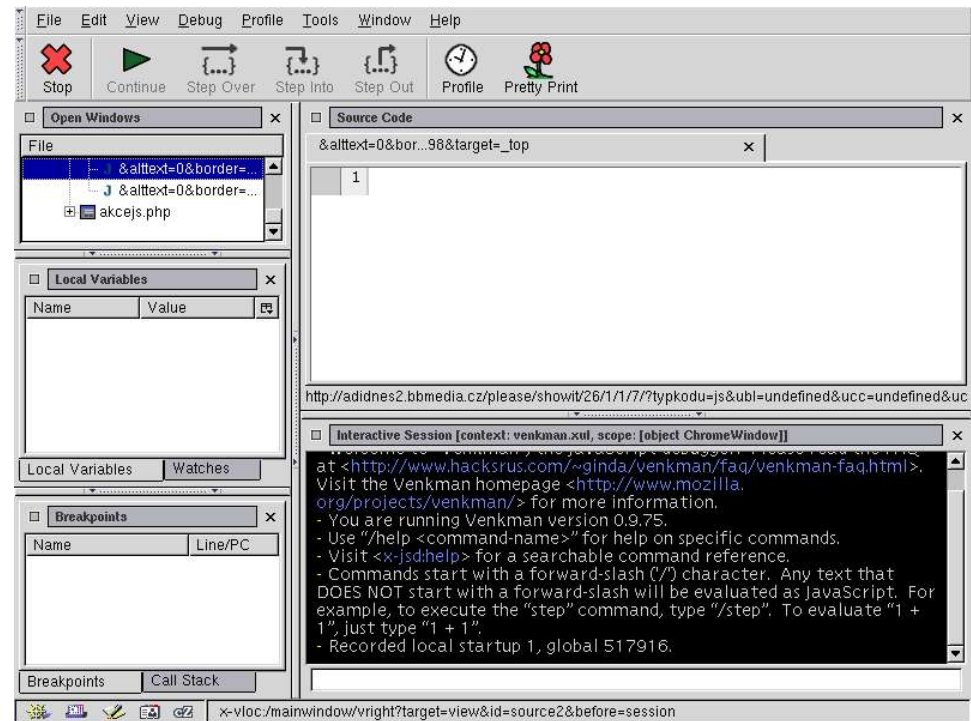 File Edit View Debug Profile Tools Window Help
Stop Continue Step Over Step Into Step Out Profile Pretty Print
Open Windows
File
&alttext=0&border=...
&alttext=0&border=...
akcejs.php
Local Variables
Name Value
Local Variables Watches
Breakpoints
Name Line/PC
Breakpoints Call Stack
Source Code
&alttext=0&bor...98&target=_top
1
http://adidnes2.bbmedia.cz/please/showit/26/1/1/7/?typkodu=js&ubl=undefined&ucc=undefined&uc
Interactive Session [context: venkman.xul, scope: [object ChromeWindow]]
at <http://www.hacksrus.com/~ginda/venkman/faq/venkman-faq.html>.
Visit the Venkman homepage <http://www.mozilla.
org/projects/venkman/> for more information.
- You are running Venkman version 0.9.75.
- Use “/help <command-name>” for help on specific commands.
- Visit <x-jsd:help> for a searchable command reference.
- Commands start with a forward-slash ('/') character. Any text that
DOES NOT start with a forward-slash will be evaluated as JavaScript. For
example, to execute the “step” command, type “/step”. To evaluate “1 +
1”, just type “1 + 1”.
- Recorded local startup 1, global 517916.
x-vloc:/mainwindow/vright?target=view&id=source2&before=session